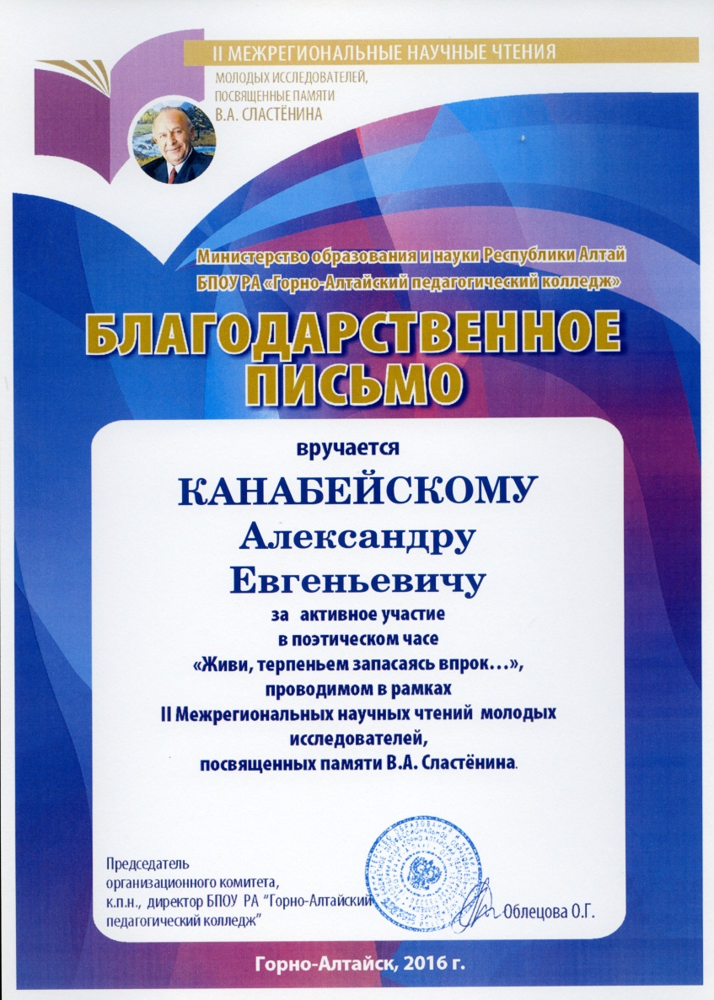 II МЕЖРЕГИОНАЛЬНЫЕ НАУЧНЫЕ ЧТЕНИЯ
МОЛОДЫХ ИССЛЕДОВАТЕЛЕЙ,
ПОСВЯЩЕННЫЕ ПАМЯТИ
В.А. СЛАСТЁНИНА
Министерство образования и науки Республики Алтай
БПОУ РА «Горно-Алтайский педагогический колледж»
БЛАГОДАРСТВЕННОЕ
ПИСЬМО
вручается
КАНАБЕЙСКОМУ
Александру
Евгеньевичу
за активное участие
в поэтическом часе
«Живи, терпеньем запасаясь впрок...»,
проводимом в рамках
II Межрегиональных научных чтений молодых
исследователей,
посвященных памяти В.А. Сластёнина.
Председатель
организационного комитета,
к.п.н., директор БПОУ РА "Горно-Алтайский
педагогический колледж"
Облецова О.Г.
Горно-Алтайск, 2016 г.